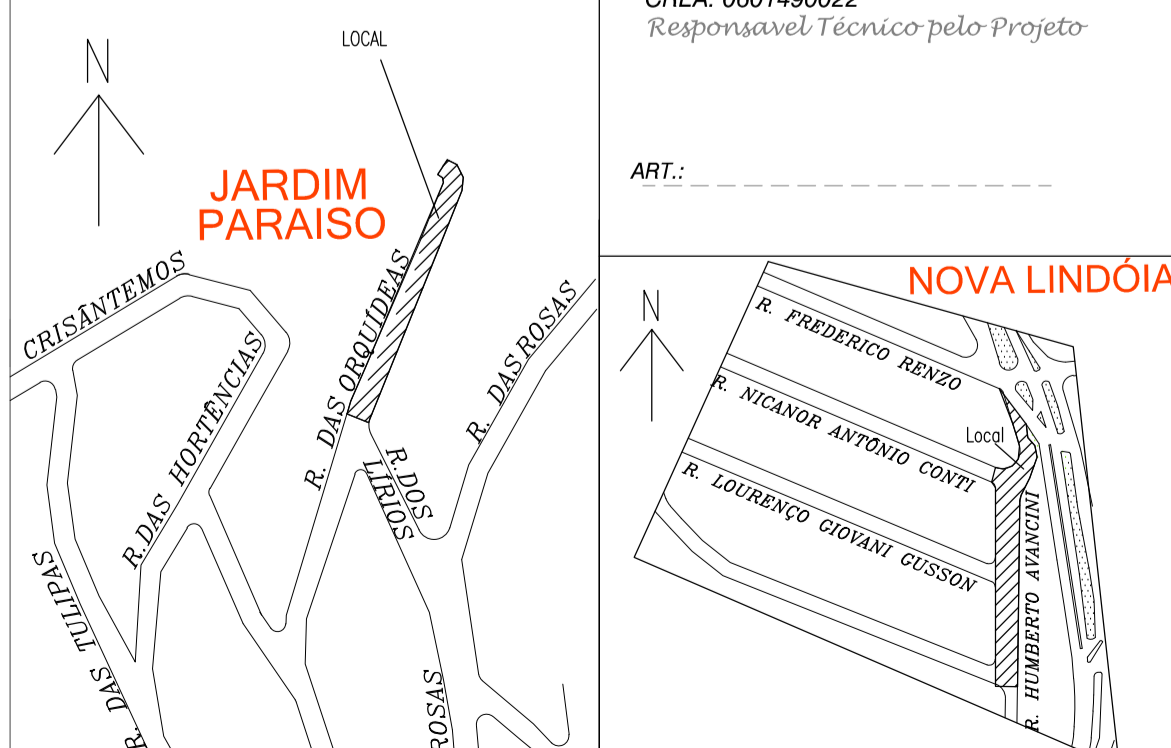 LOCAL
N
JARDIM
PARAISO
CRISÂNTEMOS
R.DAS HORTÊNCIAS
R. DAS ORQUÍDEAS
R. DAS ROSAS
R.DOS
LÍRIOS
R. DAS TULIPAS
ROSAS
Responsavel Técnico pelo Projeto
ART.:
NOVA LINDÓIA
N
R. FREDERICO RENZO
R. NICANOR ANTÔNIO CONTI
Local
R. LOURENÇO GIOVANI GUSSON
R. HUMBERTO AVANCINI